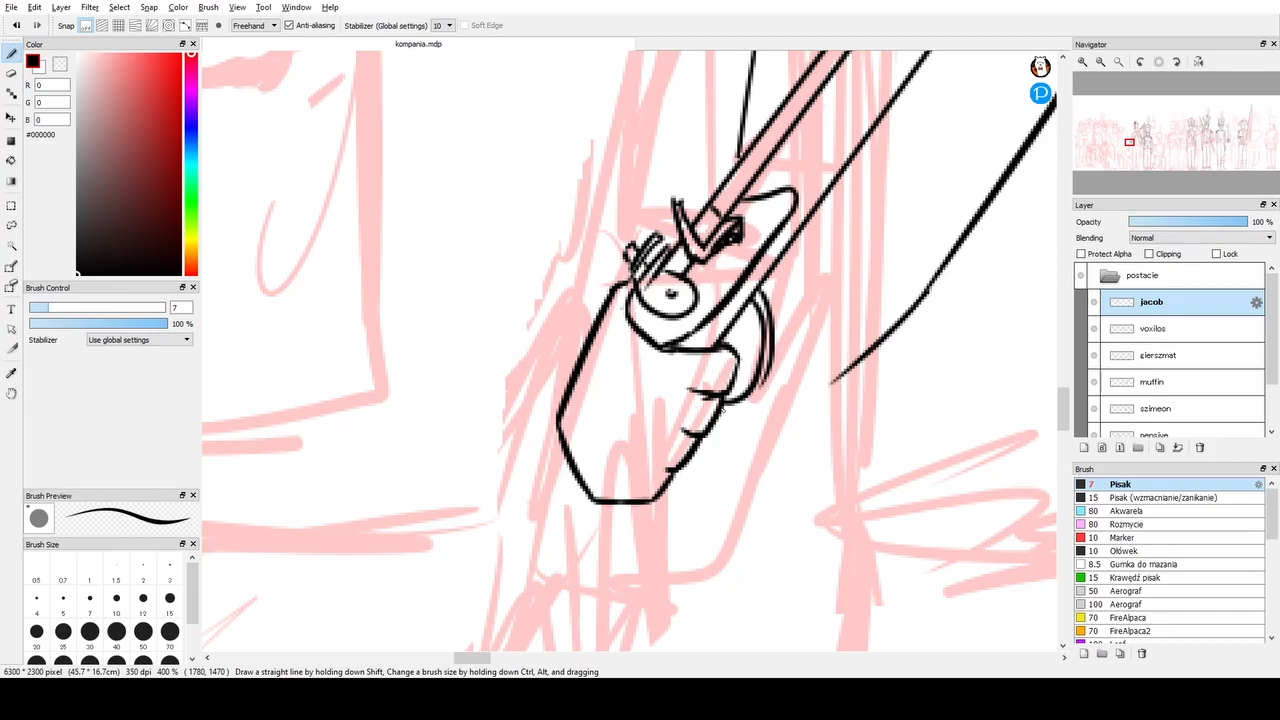 File Edit Layer Filter Select Snap Color Brush View Tool Window Help
Snap off Freehand Anti-aliasing Stabilizer (Global settings) 10 Soft Edge
Color
kompania.mdp
Navigator
R 0
G 0
B 0
#000000
Layer
Opacity 100 %
Blending Normal
Protect Alpha Clipping Lock
postacie
jacob
voxilos
gierszmat
muffin
szimeon
pensive
Brush Control
7
100 %
Stabilizer Use global settings
Brush
7 Pisak
15 Pisak (wzmacnianie/zanikanie)
80 Akwarela
80 Rozmycie
10 Marker
10 Ołówek
8.5 Gumka do mazania
15 Krawędź pisak
50 Aerograf
100 Aerograf
70 FireAlpaca
70 FireAlpaca2
Brush Preview
Brush Size
0.5 0.7 1 1.5 2 3
4 5 7 10 12 15
20 25 30 40 50 70
6300 * 2300 pixel (45.7 * 16.7cm) 350 dpi 400 % ( 1780, 1470 ) Draw a straight line by holding down Shift, Change a brush size by holding down Ctrl, Alt, and dragging